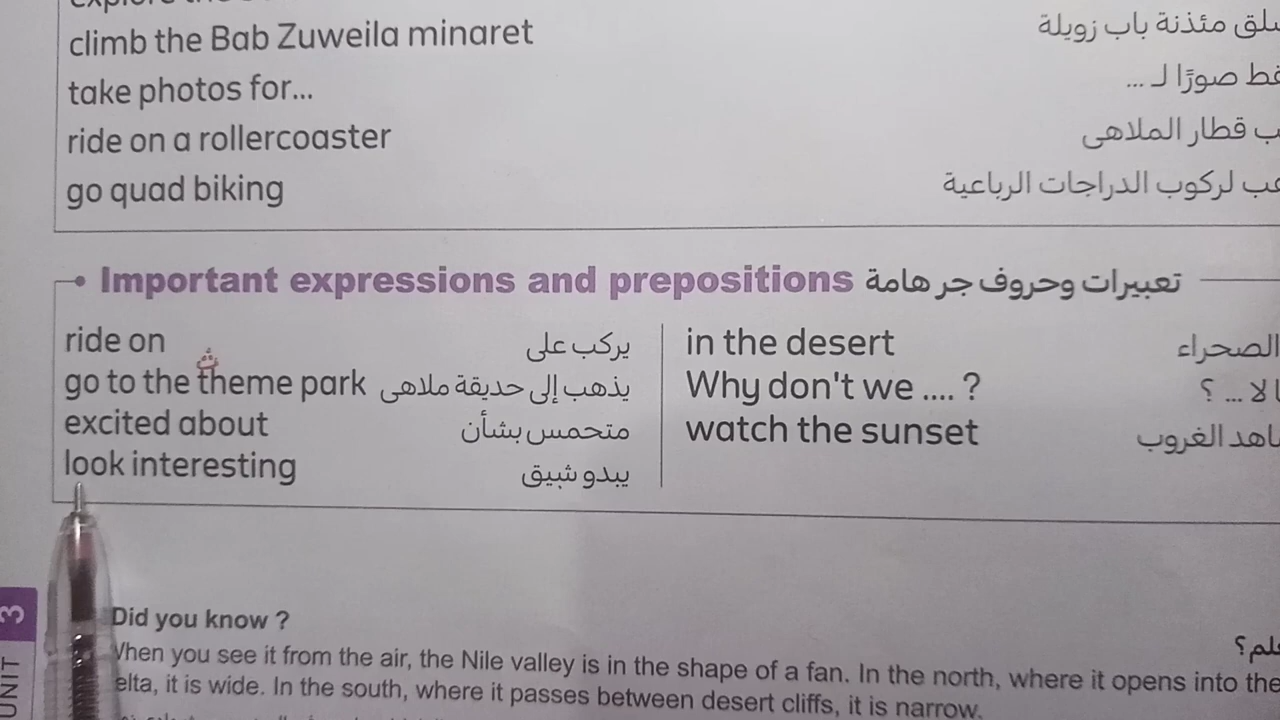 climb the Bab Zuweila minaret مئذنة باب زويلة
take photos for... صورًا لـ ...
ride on a rollercoaster قطار الملاهى
go quad biking لركوب الدراجات الرباعية
Important expressions and prepositions تعبيرات وحروف جر هامة
ride on يركب على
ث
go to the theme park يذهب إلى حديقة ملاهى
excited about متحمس بشأن
look interesting يبدو شيق
in the desert الصحراء
Why don't we .... ? لا ... ؟
watch the sunset الغروب
Did you know ?
When you see it from the air, the Nile valley is in the shape of a fan. In the north, where it opens into the
elta, it is wide. In the south, where it passes between desert cliffs, it is narrow.
UNIT 3